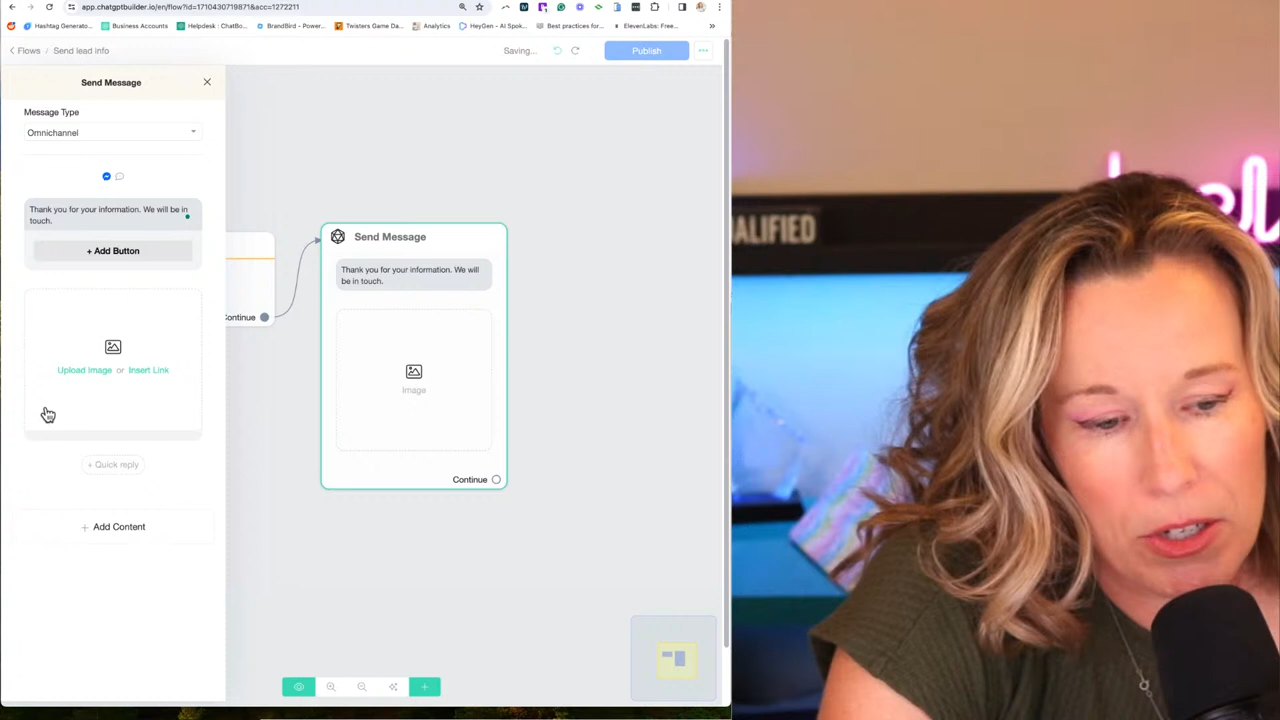 app.chatgptbuilder.io/en/flow?id=1710430719871&acc=1272211
Hashtag Generato...
Business Accounts
Helpdesk : ChatBo...
BrandBird - Power...
Twisters Game Da...
Analytics
HeyGen - AI Spok...
Best practices for...
ElevenLabs: Free...
Flows / Send lead info
Saving...
Publish
Send Message
Message Type
Omnichannel
Thank you for your information. We will be in
touch.
+ Add Button
Upload Image or Insert Link
+ Quick reply
+ Add Content
Continue
Send Message
Thank you for your information. We will
be in touch.
Image
Continue
ALIFIED